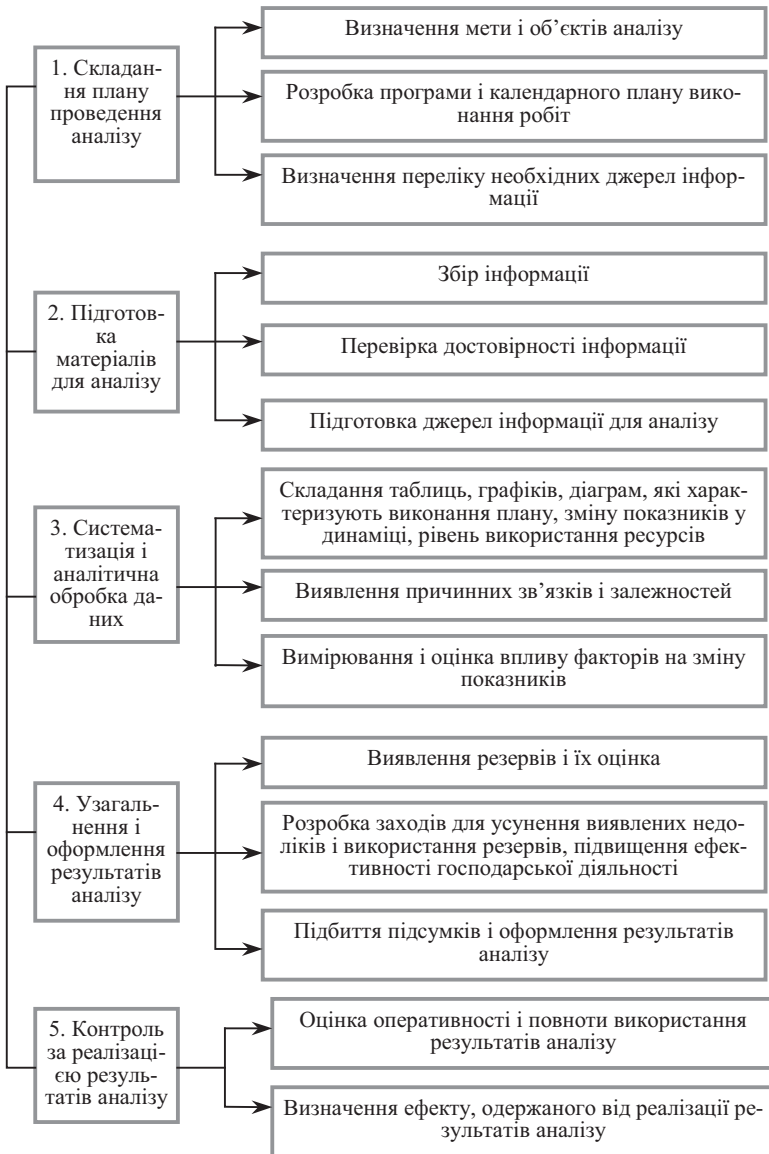 1. Складан-
ня плану
проведення
аналізу
Визначення мети і об’єктів аналізу
Розробка програми і календарного плану вико-
нання робіт
Визначення переліку необхідних джерел інфор-
мації
2. Підготов-
ка
матеріалів
для аналізу
Збір інформації
Перевірка достовірності інформації
Підготовка джерел інформації для аналізу
3. Система-
тизація і
аналітична
обробка да-
них
Складання таблиць, графіків, діаграм, які харак-
теризують виконання плану, зміну показників у
динаміці, рівень використання ресурсів
Виявлення причинних зв’язків і залежностей
Вимірювання і оцінка впливу факторів на зміну
показників
4. Узагаль-
нення і
оформлення
результатів
аналізу
Виявлення резервів і їх оцінка
Розробка заходів для усунення виявлених недо-
ліків і використання резервів, підвищення ефек-
тивності господарської діяльності
Підбиття підсумків і оформлення результатів
аналізу
5. Контроль
за реалізаці-
єю резуль-
татів аналізу
Оцінка оперативності і повноти використання
результатів аналізу
Визначення ефекту, одержаного від реалізації ре-
зультатів аналізу